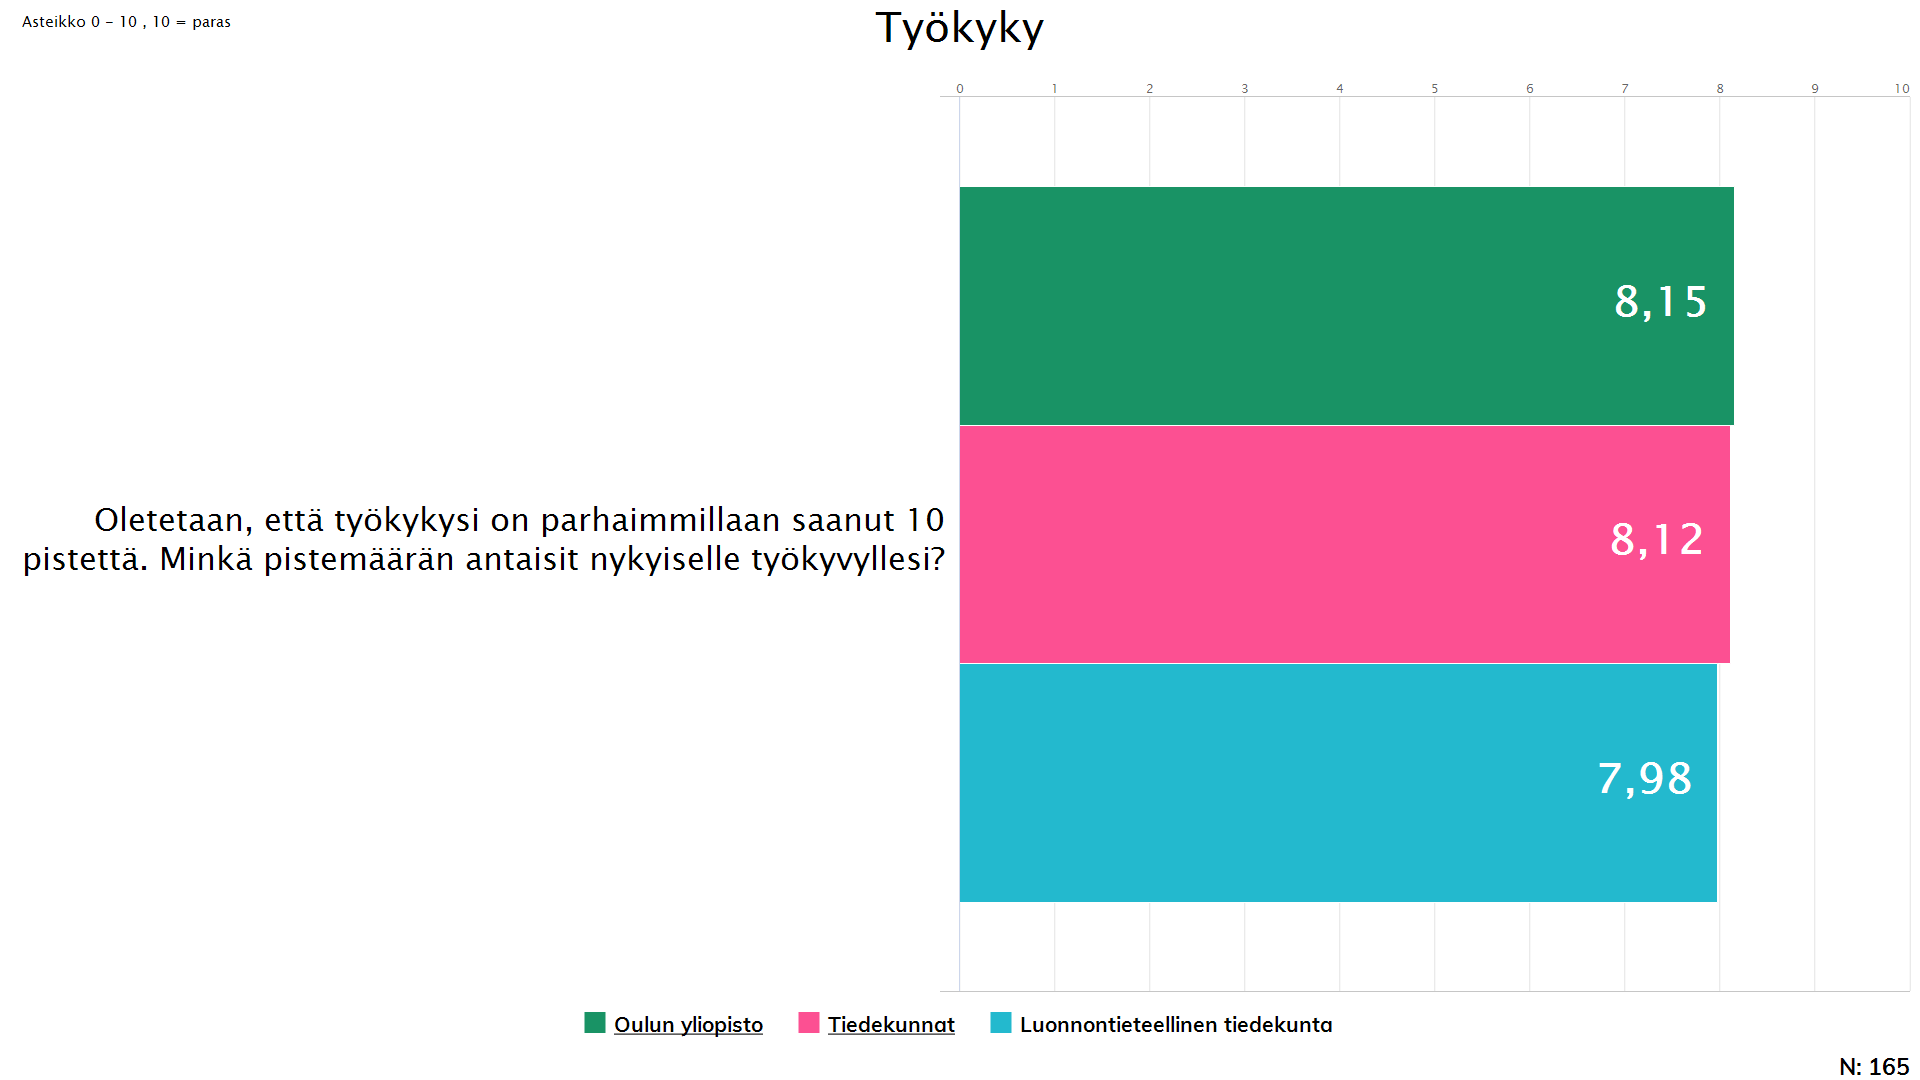 Asteikko 0 - 10 , 10 = paras
Työkyky
0 1 2 3 4 5 6 7 8 9 10
8,15
Oletetaan, että työkykysi on parhaimmillaan saanut 10
pistettä. Minkä pistemäärän antaisit nykyiselle työkyvyllesi?
8,12
7,98
Oulun yliopisto Tiedekunnat Luonnontieteellinen tiedekunta
N: 165